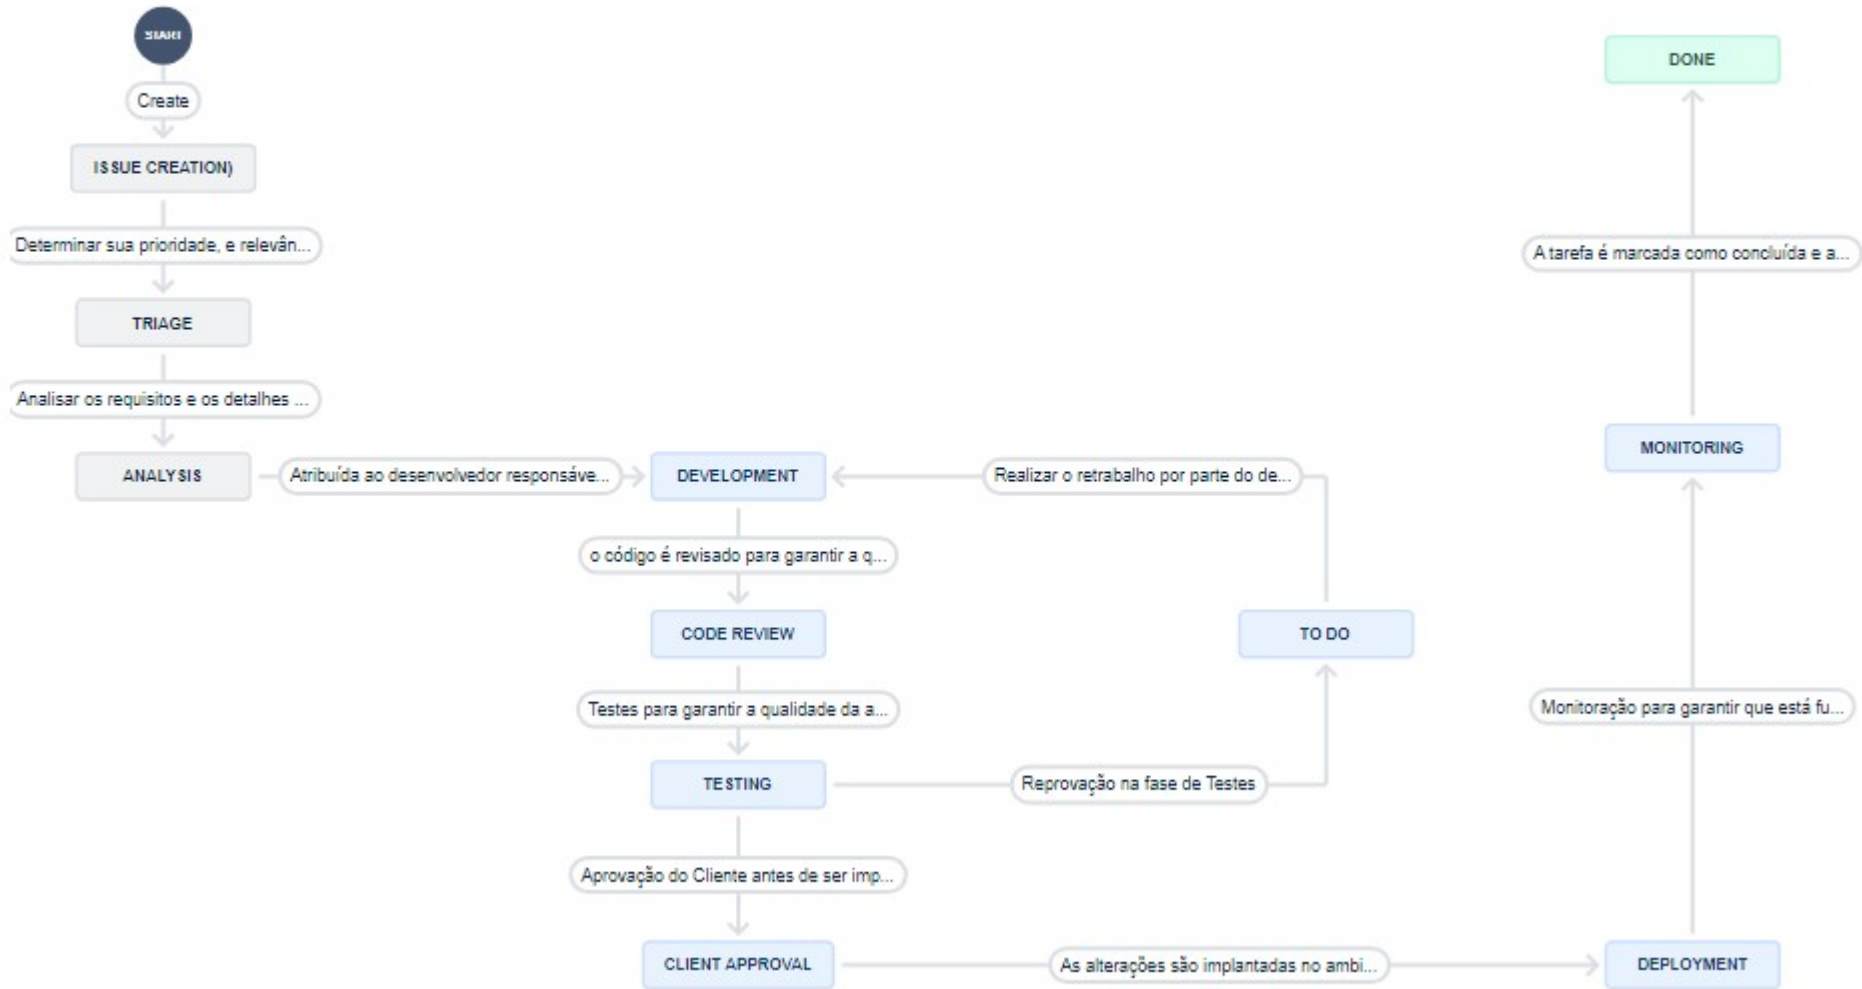 START
Create
ISSUE CREATION)
Determinar sua prioridade, e relevân...
TRIAGE
Analisar os requisitos e os detalhes ...
ANALYSIS
Atribuída ao desenvolvedor responsáve...
DEVELOPMENT
Realizar o retrabalho por parte do de...
o código é revisado para garantir a q...
CODE REVIEW
TO DO
Testes para garantir a qualidade da a...
TESTING
Reprovação na fase de Testes
Aprovação do Cliente antes de ser imp...
CLIENT APPROVAL
As alterações são implantadas no ambi...
DEPLOYMENT
Monitoração para garantir que está fu...
MONITORING
A tarefa é marcada como concluída e a...
DONE